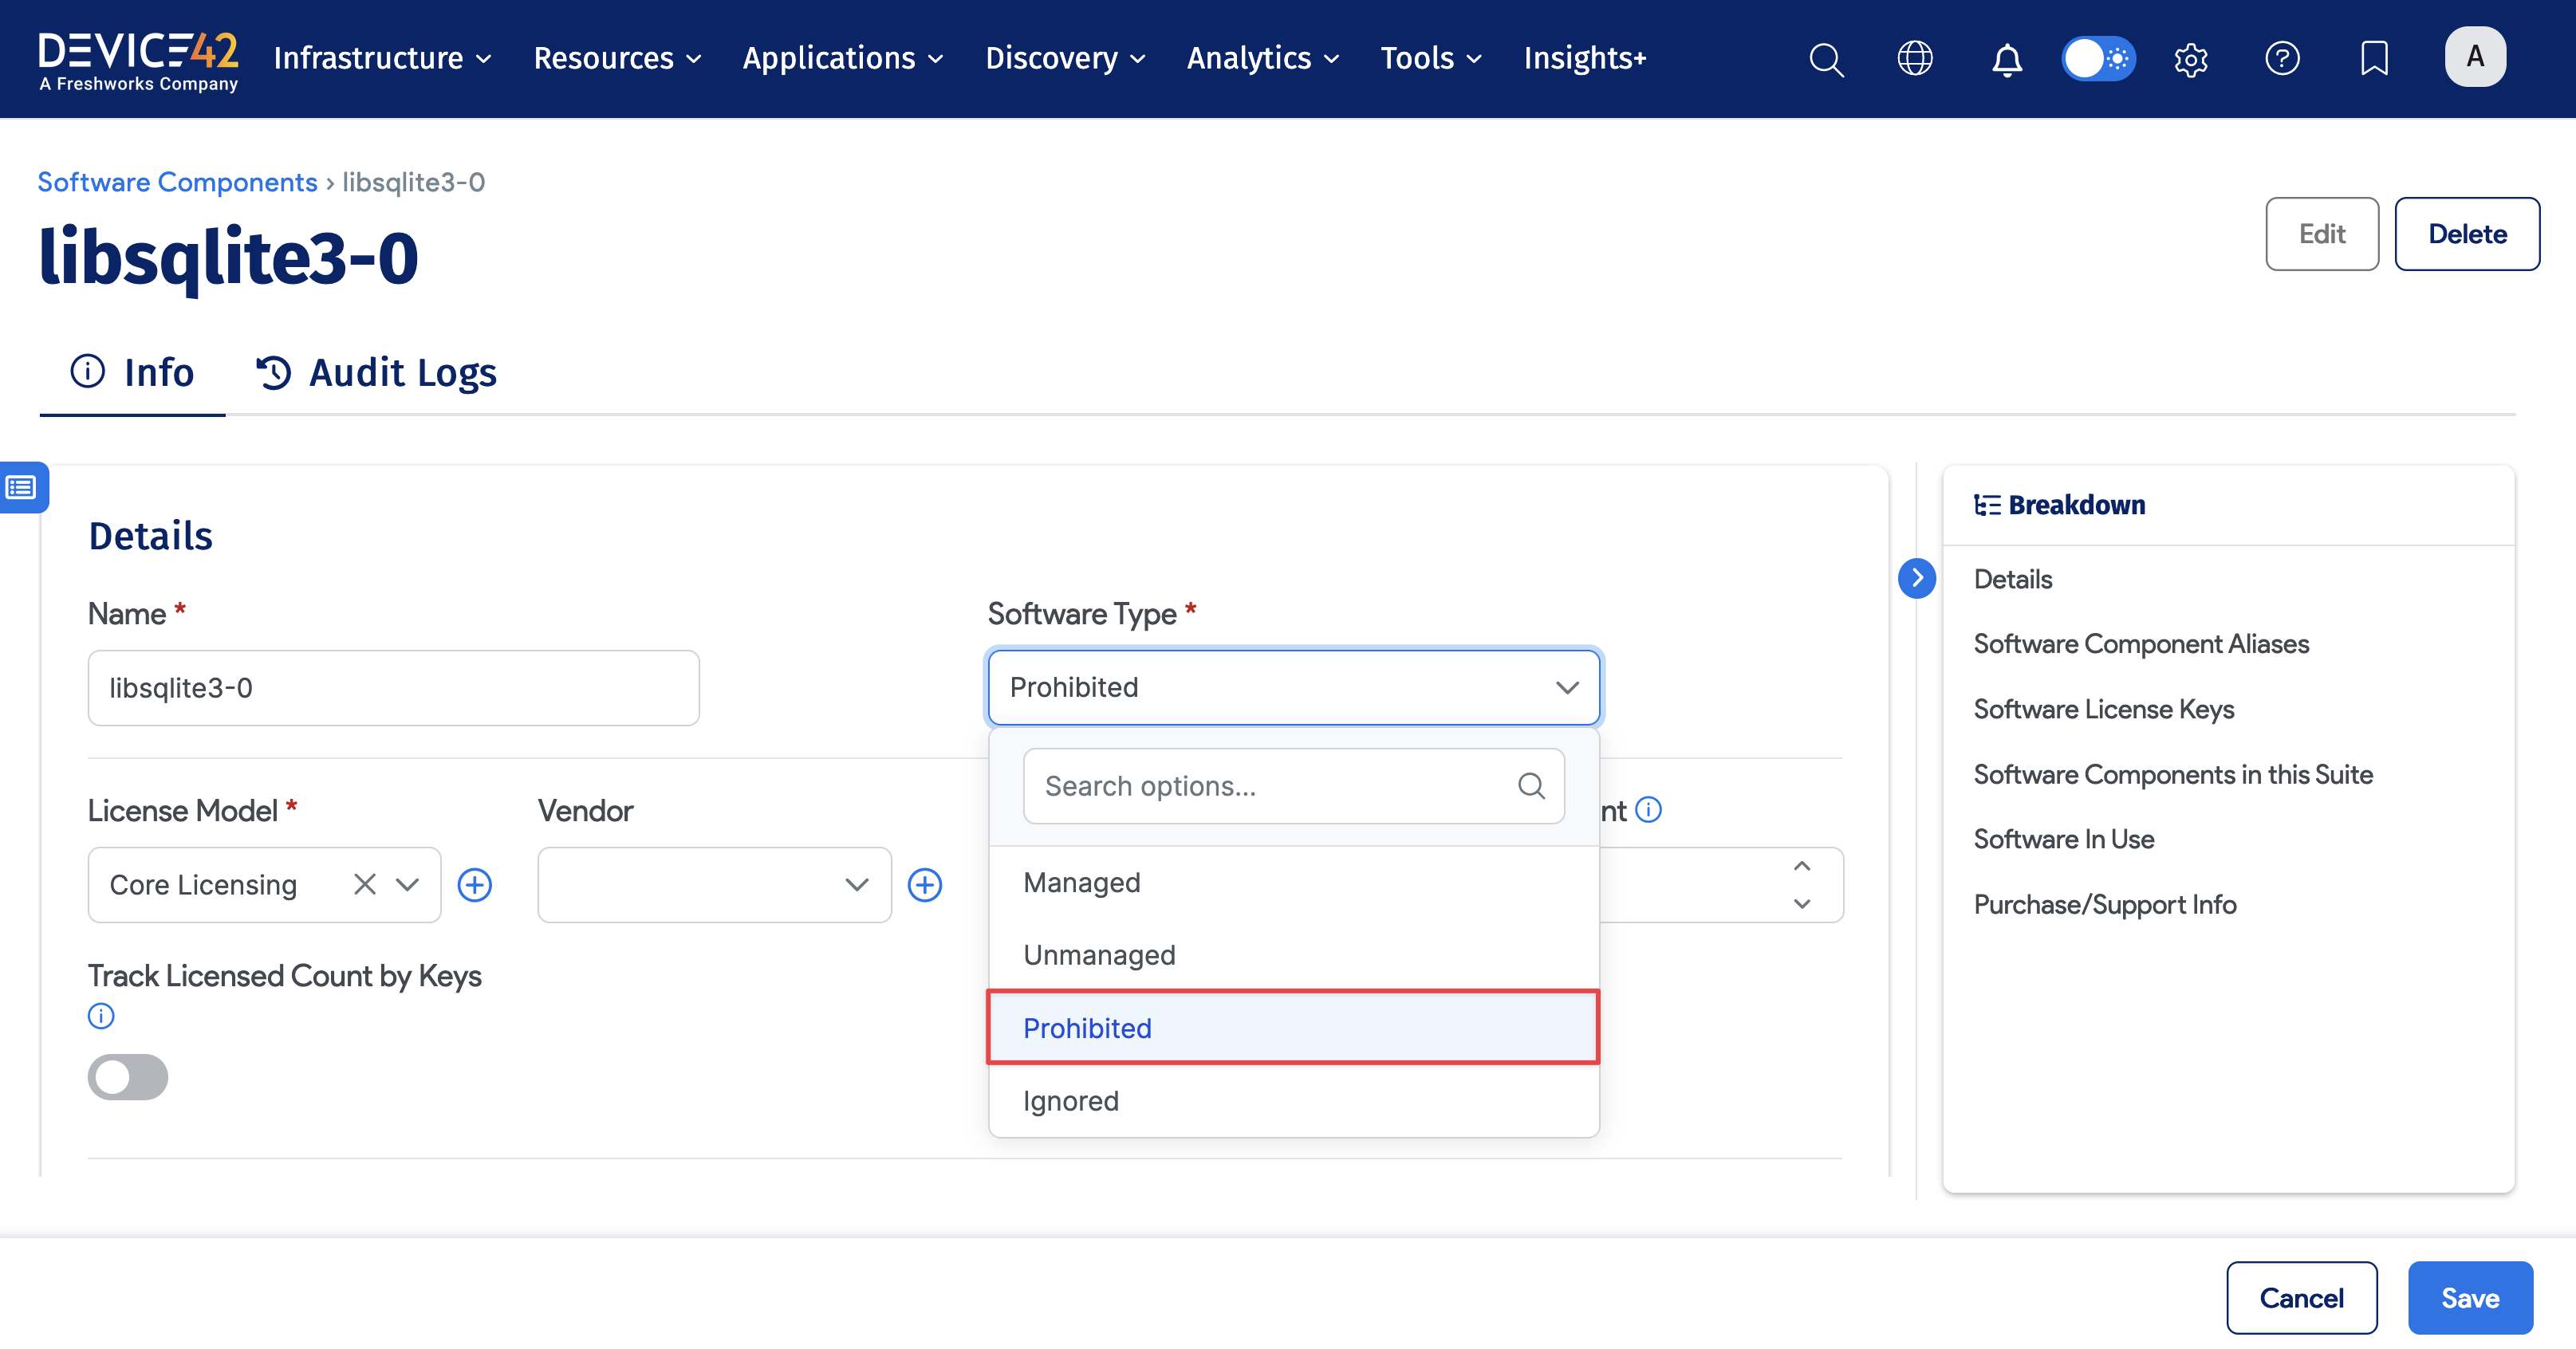 DEVICE42
A Freshworks Company
Infrastructure
Resources
Applications
Discovery
Analytics
Tools
Insights+
A
Software Components › libsqlite3-0
libsqlite3-0
Edit
Delete
Info
Audit Logs
Details
Name *
Software Type *
libsqlite3-0
Prohibited
Search options...
License Model *
Vendor
nt
Core Licensing
Managed
Unmanaged
Prohibited
Ignored
Track Licensed Count by Keys
Breakdown
Details
Software Component Aliases
Software License Keys
Software Components in this Suite
Software In Use
Purchase/Support Info
Cancel
Save